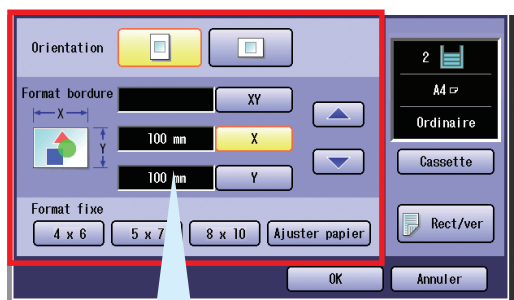 Orientation
Format bordure
X
Y
XY
100 mm
X
100 mm
Y
Format fixe
4 x 6
5 x 7
8 x 10
Ajuster papier
2
A4
Ordinaire
Cassette
Rect/ver
OK
Annuler